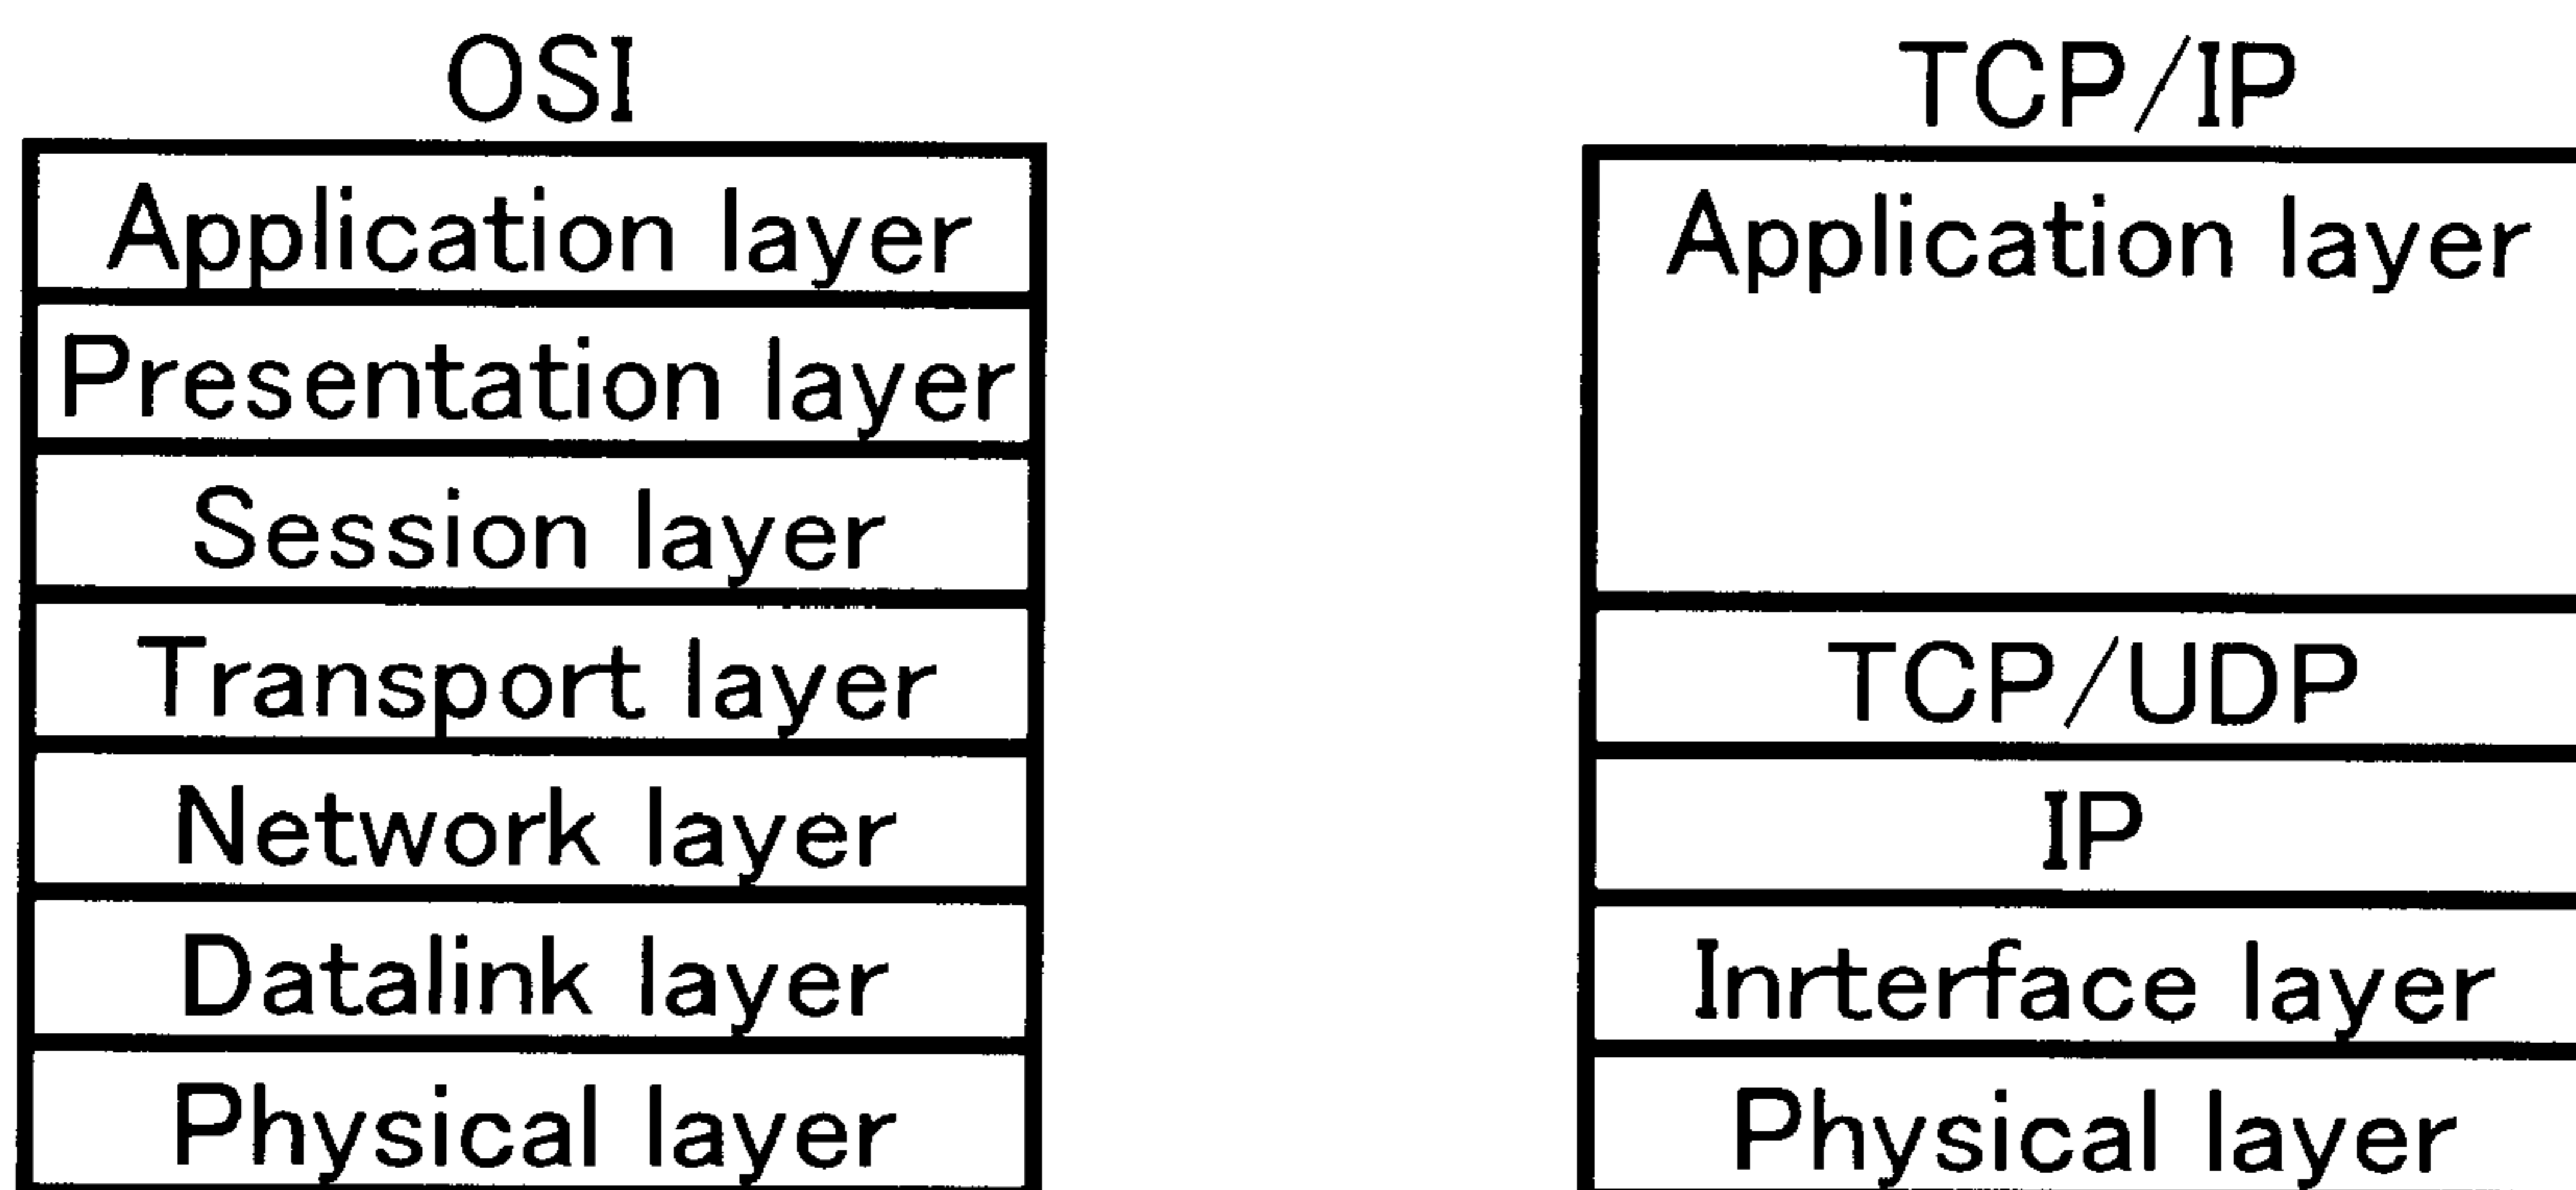 OSI
Application layer
Presentation layer
Session layer
Transport layer
Network layer
Datalink layer
Physical layer
TCP/IP
Application layer
TCP/UDP
IP
Inrterface layer
Physical layer